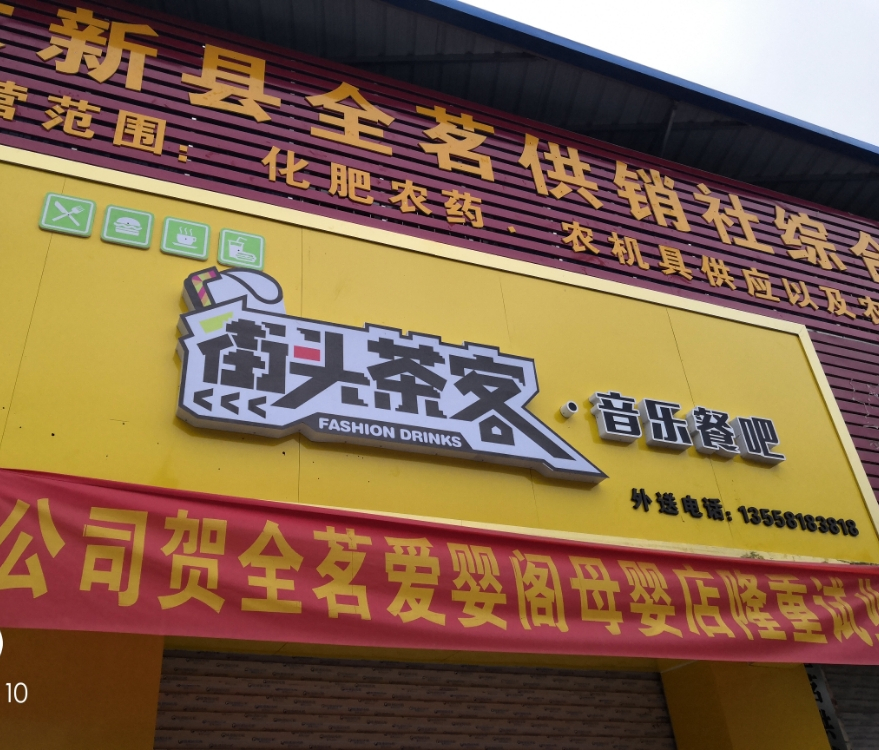 新县全茗供销社综合
营范围：化肥农药、农机具供应以及农
街头茶客
FASHION DRINKS
·音乐餐吧
外送电话：13558183818
公司贺全茗爱婴阁母婴店隆重试业
10